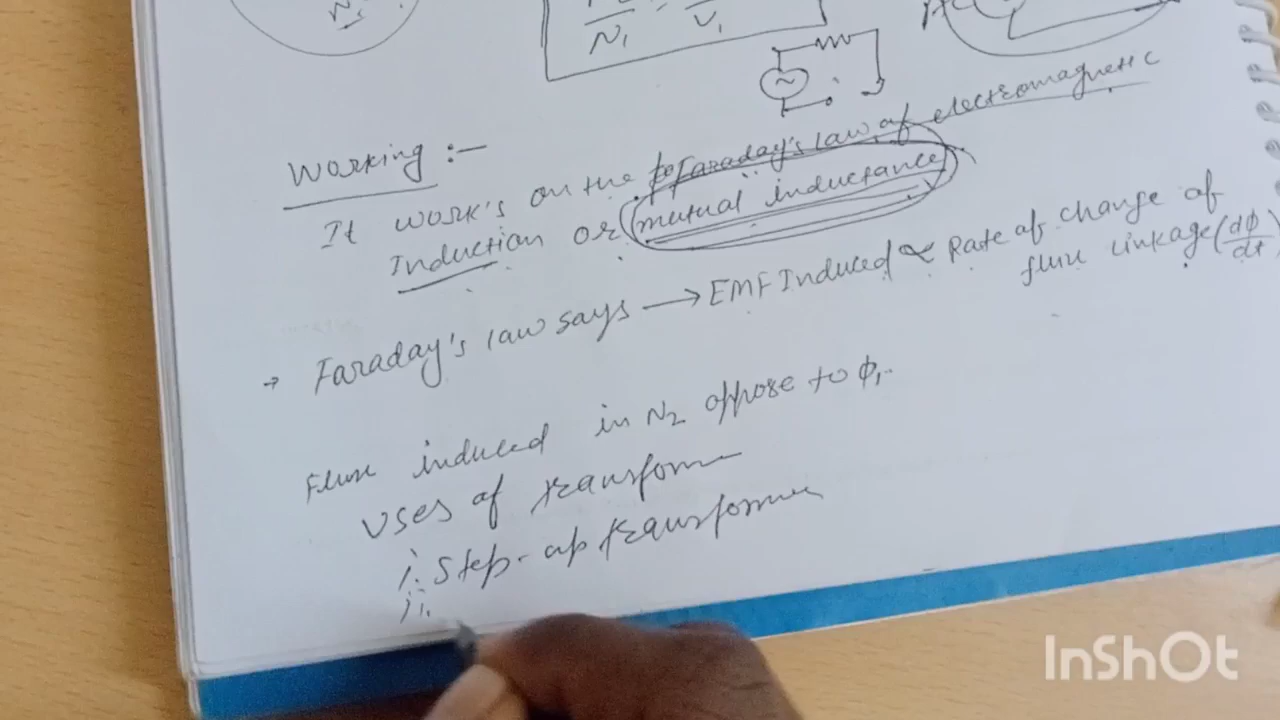 N₁ V₁
Working :-
It work's on the Faraday's law of electromagnetic
Induction or mutual inductance
→ Faraday's law says → EMF Induced ∝ Rate of change of
flux linkage (dϕ/dt)
Flux induced in N₂ oppose to ϕ₁.
Uses of transform
i. Step-up transformer
ii.
InShOt